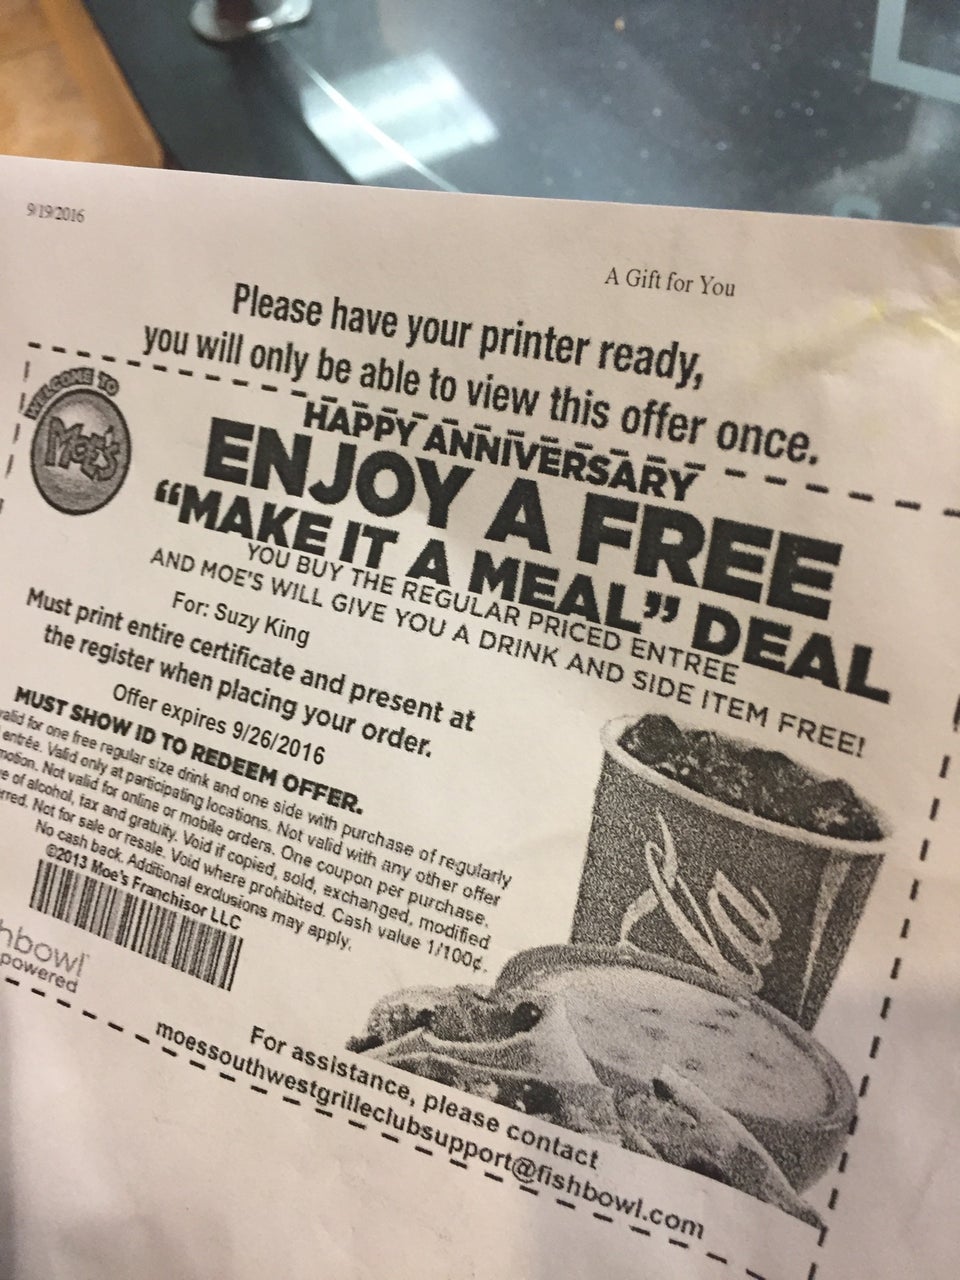 9/19/2016
A Gift for You
Please have your printer ready,
you will only be able to view this offer once.
WELCOME TO
MOE'S
HAPPY ANNIVERSARY
ENJOY A FREE
“MAKE IT A MEAL” DEAL
YOU BUY THE REGULAR PRICED ENTREE
AND MOE'S WILL GIVE YOU A DRINK AND SIDE ITEM FREE!
For: Suzy King
Must print entire certificate and present at
the register when placing your order.
Offer expires 9/26/2016
MUST SHOW ID TO REDEEM OFFER.
valid for one free regular size drink and one side with purchase of regularly
entrée. Valid only at participating locations. Not valid with any other offer
Not valid for online or mobile orders. One coupon per purchase.
of alcohol, tax and gratuity. Void if copied, sold, exchanged, modified
Not for sale or resale. Void where prohibited. Cash value 1/100¢.
No cash back. Additional exclusions may apply.
©2013 Moe's Franchisor LLC
hbowl
powered
For assistance, please contact
moessouthwestgrilleclubsupport@fishbowl.com